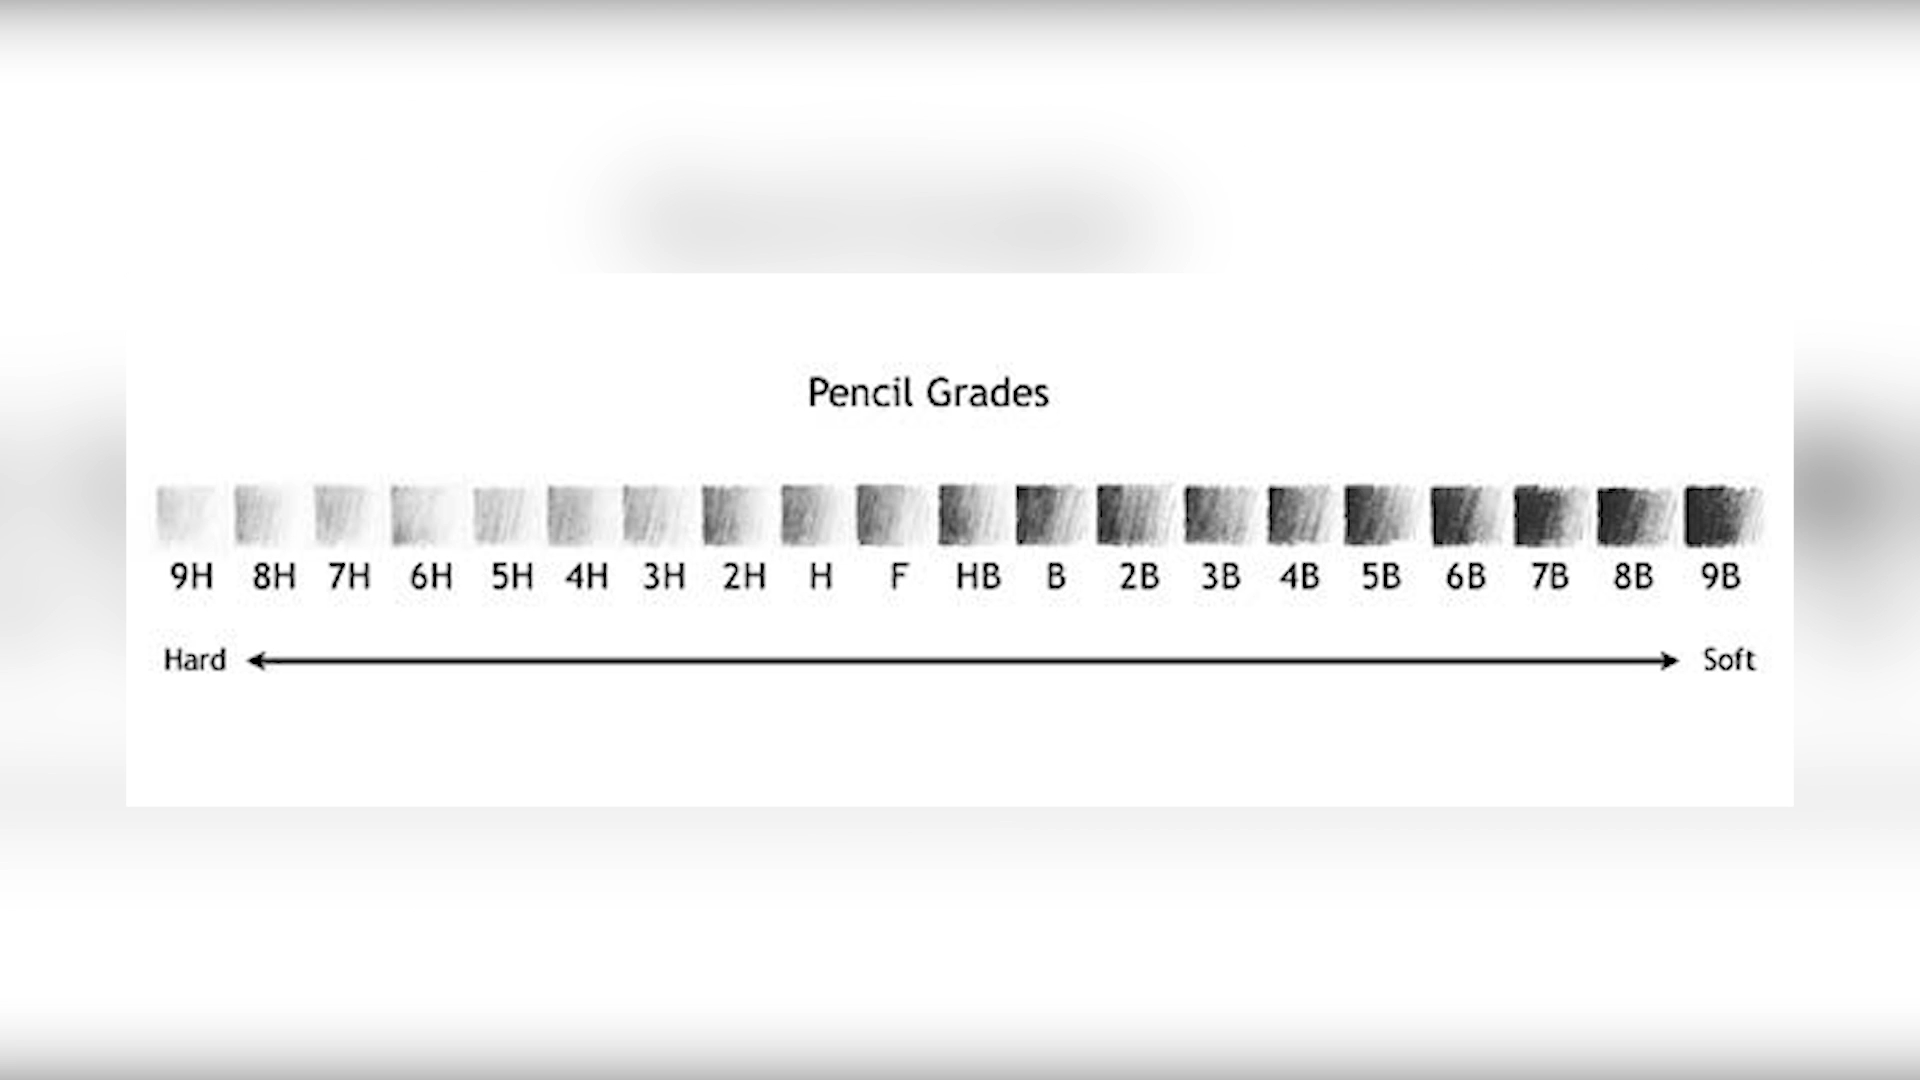 Pencil Grades
9H 8H 7H 6H 5H 4H 3H 2H H F HB B 2B 3B 4B 5B 6B 7B 8B 9B
Hard Soft